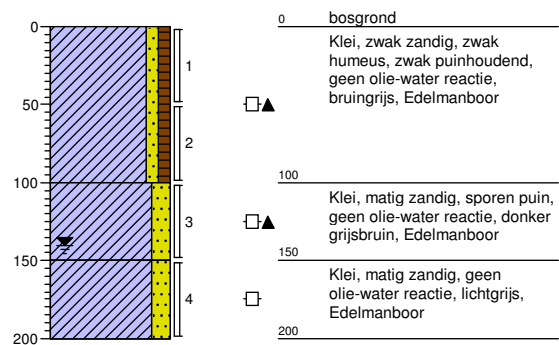 0
50
100
150
200
1
2
3
4
0 bosgrond
Klei, zwak zandig, zwak
humeus, zwak puinhoudend,
geen olie-water reactie,
bruingrijs, Edelmanboor
100
Klei, matig zandig, sporen puin,
geen olie-water reactie, donker
grijsbruin, Edelmanboor
150
Klei, matig zandig, geen
olie-water reactie, lichtgrijs,
Edelmanboor
200